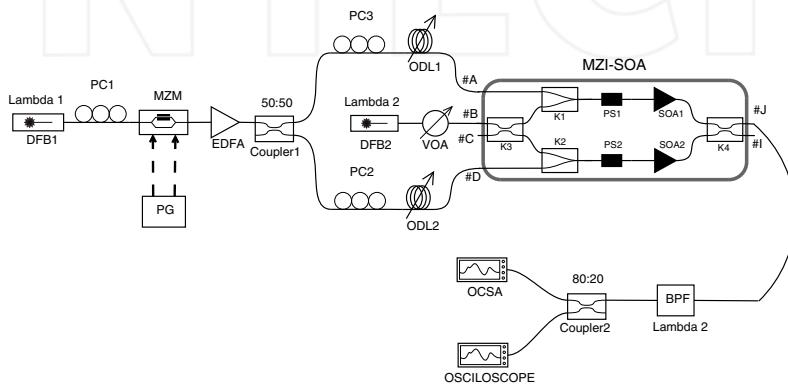 PC3
ODL1
#A
MZI-SOA
PC1
Lambda 1
DFB1
MZM
PG
EDFA
50:50
Coupler1
Lambda 2
DFB2
VOA
#B
#C
#D
K3
K1
K2
PS1
PS2
SOA1
SOA2
K4
#J
#I
PC2
ODL2
OCSA
OSCILOSCOPE
80:20
Coupler2
BPF
Lambda 2